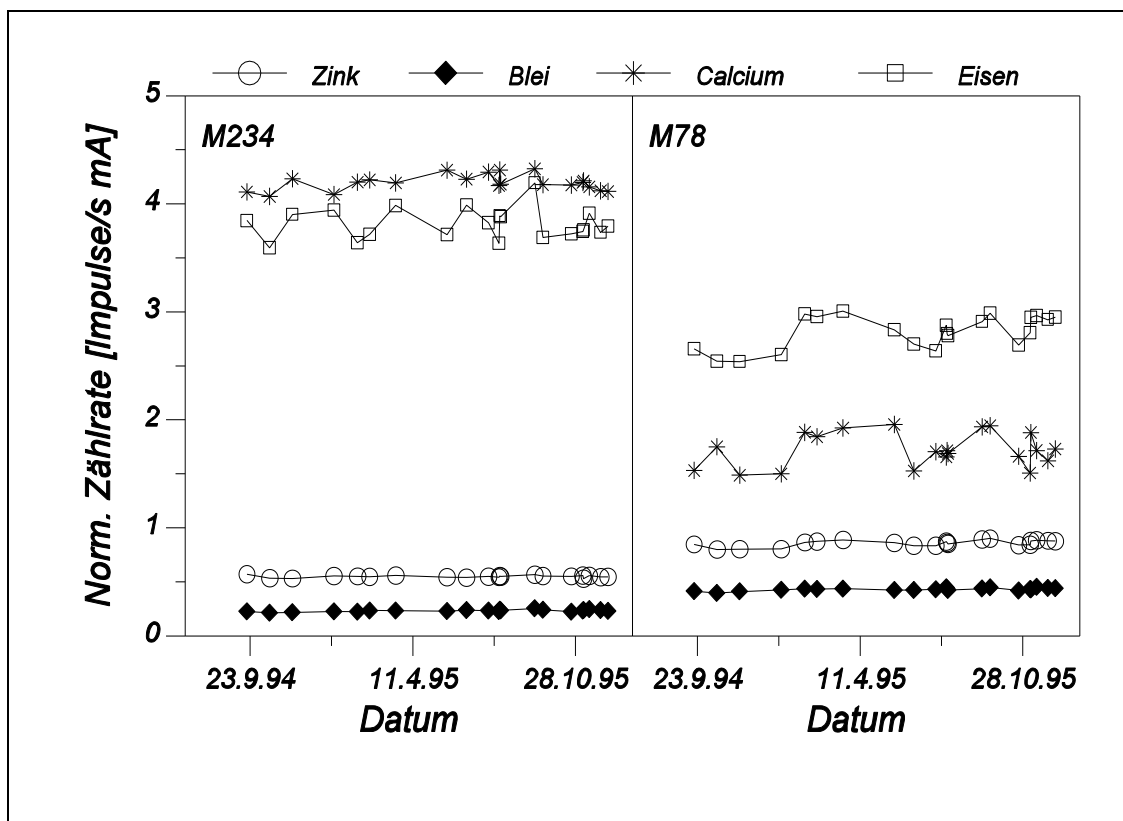 Zink Blei Calcium Eisen
Norm. Zählrate [Impulse/s mA]
5
4
3
2
1
0
M234
M78
23.9.94 11.4.95 28.10.95
23.9.94 11.4.95 28.10.95
Datum
Datum